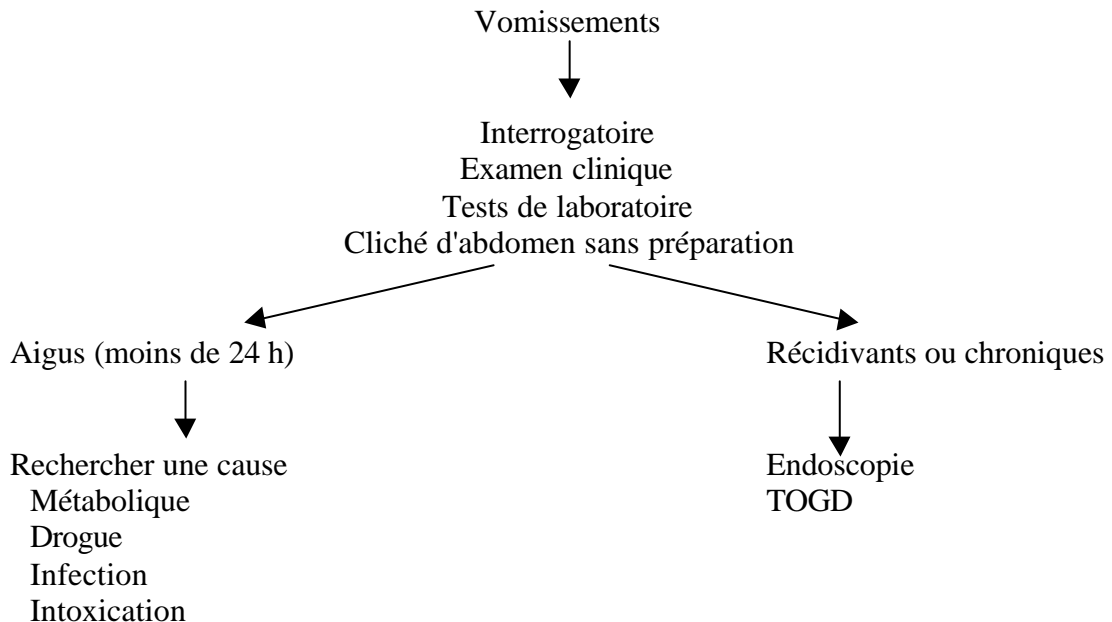 Vomissements
Interrogatoire
Examen clinique
Tests de laboratoire
Cliché d'abdomen sans préparation
Aigus (moins de 24 h)
Récidivants ou chroniques
Rechercher une cause
Métabolique
Drogue
Infection
Intoxication
Endoscopie
TOGD